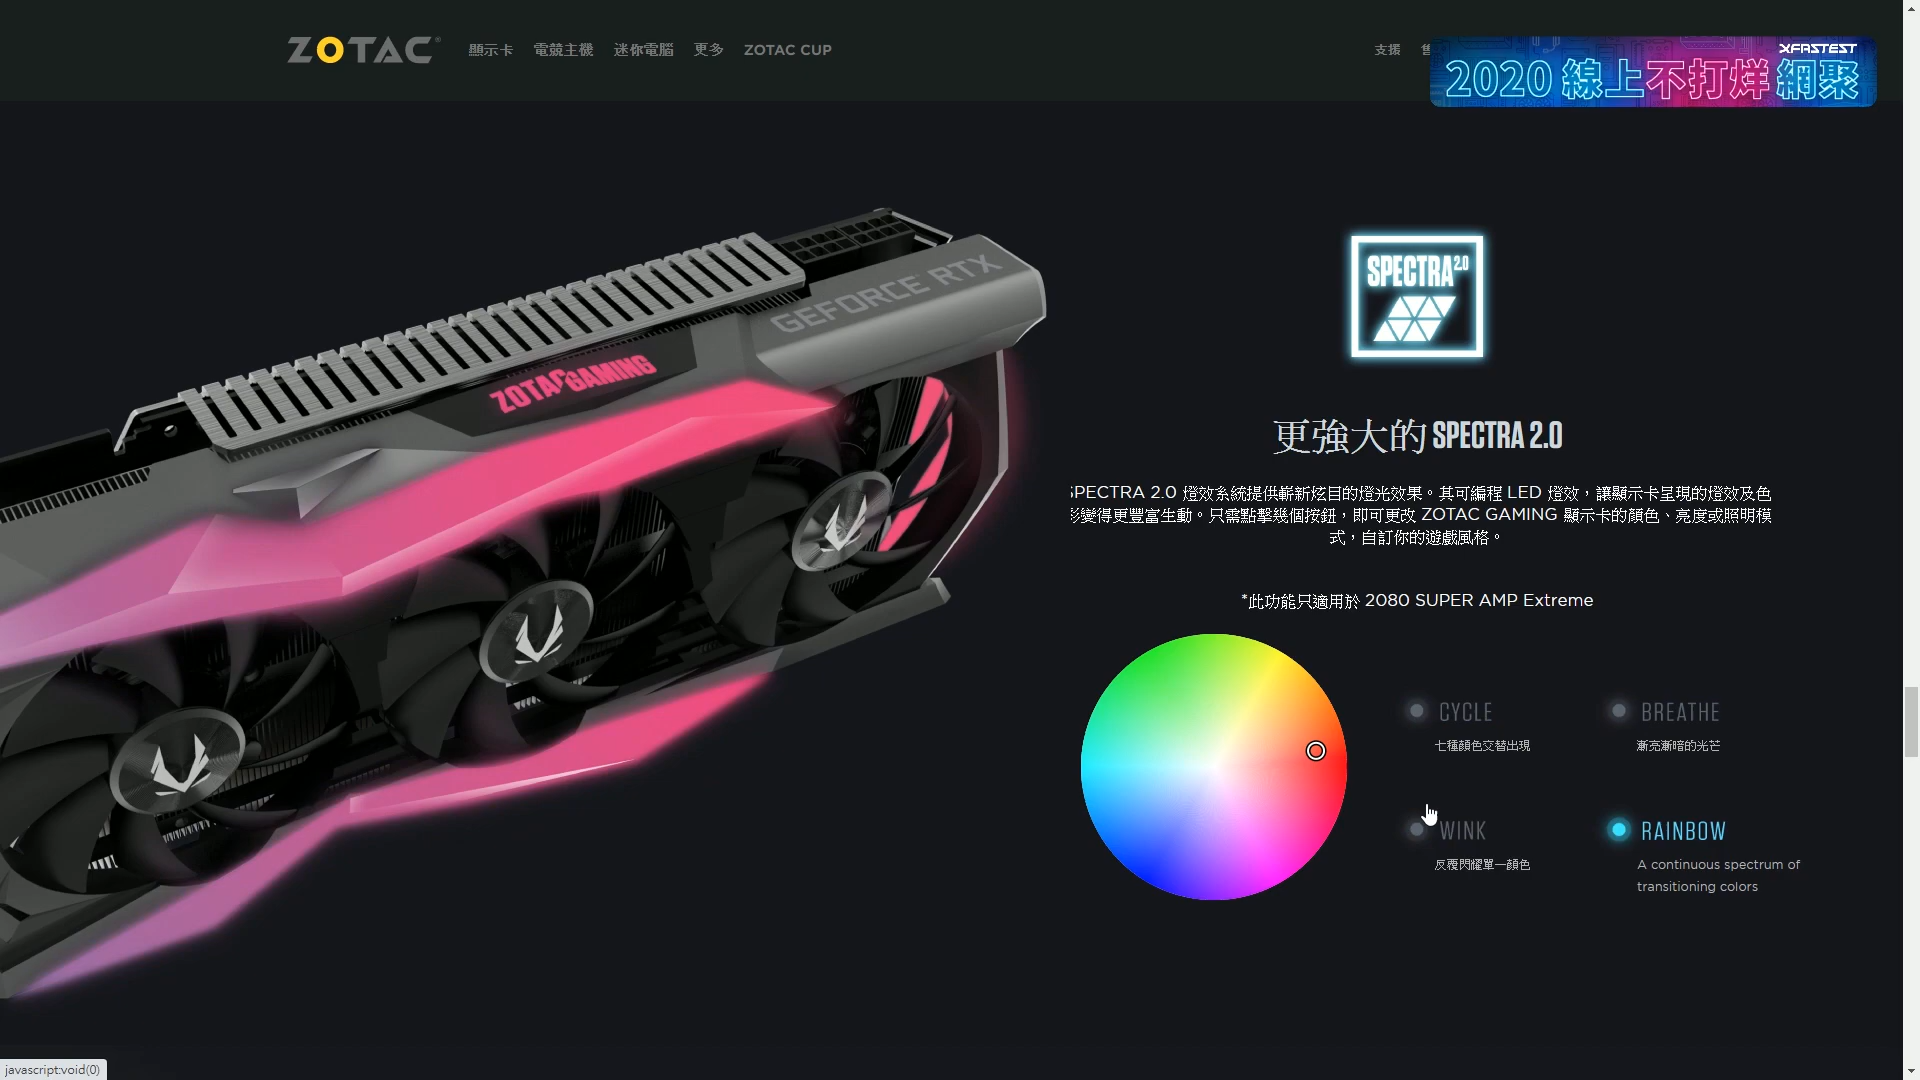 ZOTAC
顯示卡 電競主機 迷你電腦 更多 ZOTAC CUP
支援
XFASTEST
2020 線上不打烊網聚
GEFORCE RTX
ZOTAC GAMING
SPECTRA 2.0
更強大的 SPECTRA 2.0
SPECTRA 2.0 燈效系統提供嶄新炫目的燈光效果。其可編程 LED 燈效,讓顯示卡呈現的燈效及色
彩變得更豐富生動。只需點擊幾個按鈕,即可更改 ZOTAC GAMING 顯示卡的顏色、亮度或照明模
式,自訂你的遊戲風格。
*此功能只適用於 2080 SUPER AMP Extreme
CYCLE
七種顏色交替出現
BREATHE
漸亮漸暗的光芒
WINK
反覆閃耀單一顏色
RAINBOW
A continuous spectrum of
transitioning colors
javascript:void(0)